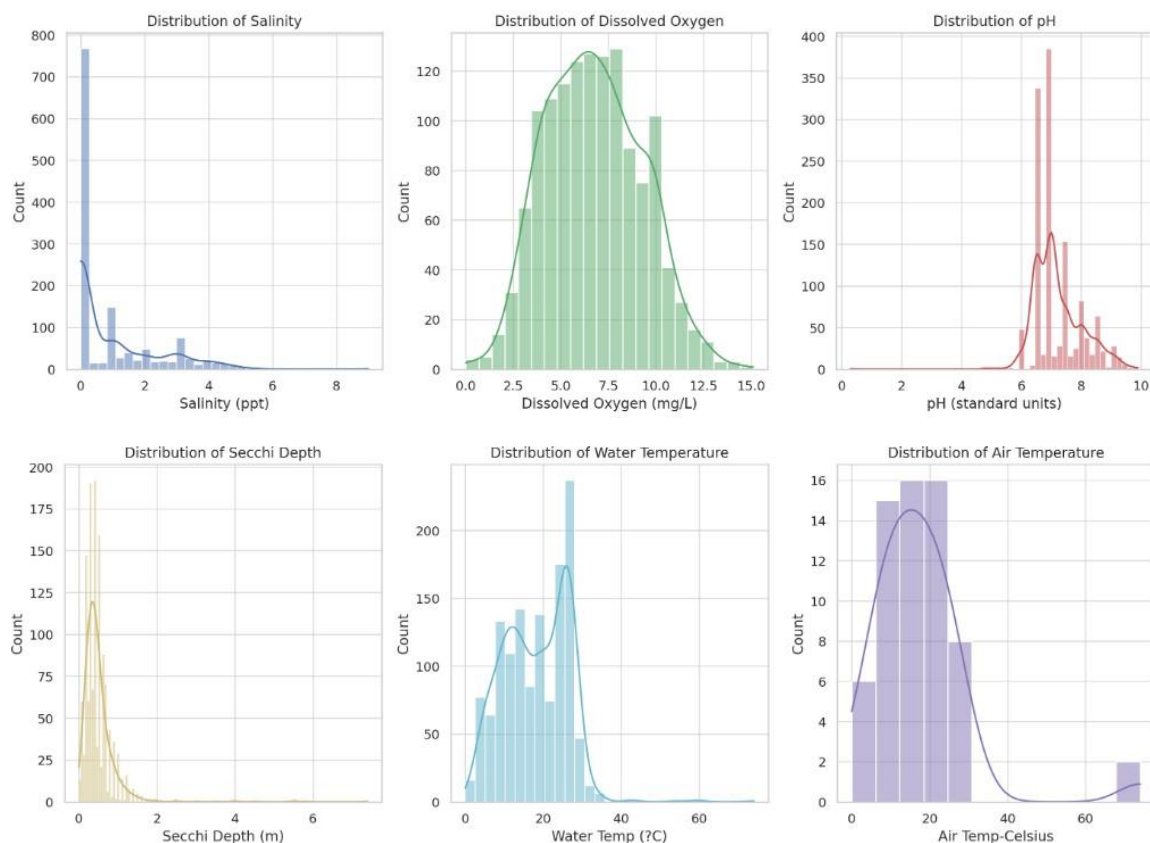 Distribution of Salinity
800
700
600
500
400
300
200
100
0
Count
0 2 4 6 8
Salinity (ppt)
Distribution of Dissolved Oxygen
120
100
80
60
40
20
0
Count
0.0 2.5 5.0 7.5 10.0 12.5 15.0
Dissolved Oxygen (mg/L)
Distribution of pH
400
350
300
250
200
150
100
50
0
Count
2 4 6 8 10
pH (standard units)
Distribution of Secchi Depth
200
175
150
125
100
75
50
25
0
Count
0 2 4 6
Secchi Depth (m)
Distribution of Water Temperature
200
150
100
50
0
Count
0 20 40 60
Water Temp (?C)
Distribution of Air Temperature
16
14
12
10
8
6
4
2
0
Count
0 20 40 60
Air Temp-Celsius